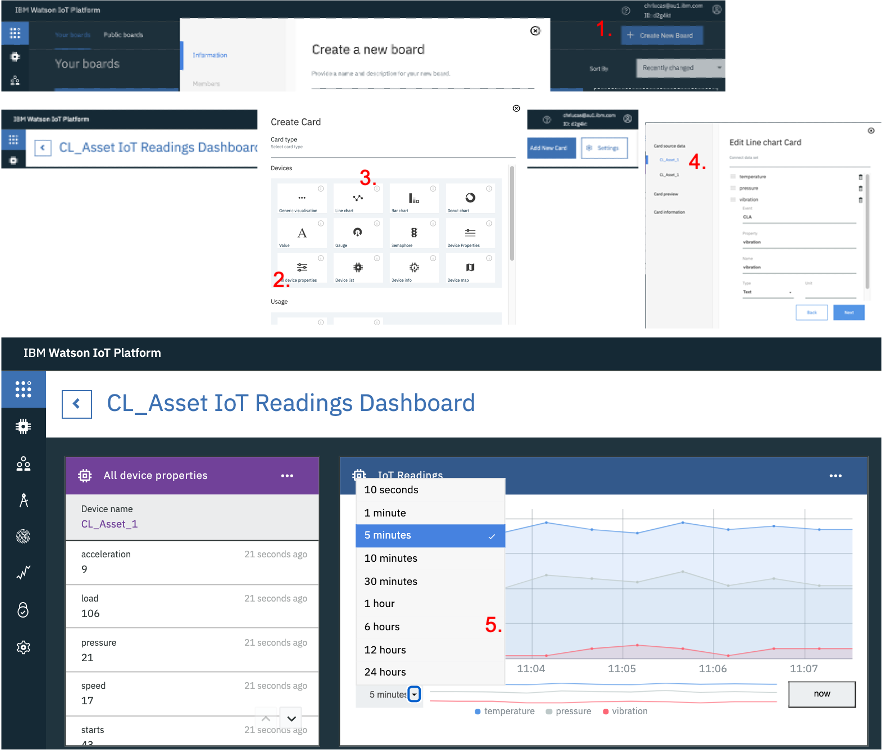 IBM Watson IoT Platform
chrlucas@au1.ibm.com
ID: d2g4kt
Your boards
Public boards
1.
+ Create New Board
Your boards
Sort By
Recently changed
Information
Members
Create a new board
Provide a name and description for your new board.
IBM Watson IoT Platform
chrlucas@au1.ibm.com
CL_Asset IoT Readings Dashboard
Add New Card
Settings
Create Card
Card type
Select card type
Devices
3.
Generic visualisation
Line chart
Bar chart
Donut chart
Value
Gauge
Semaphore
Device Properties
2.
device properties
Device list
Device info
Device map
Usage
Card source data
CL_Asset_1
CL_Asset_1
Card preview
Card information
4.
Edit Line chart Card
Connect data set
temperature
pressure
vibration
Event
CLA
Property
vibration
Name
vibration
Type
Unit
Text
Back
Next
IBM Watson IoT Platform
CL_Asset IoT Readings Dashboard
All device properties
Device name
CL_Asset_1
acceleration
21 seconds ago
9
load
21 seconds ago
106
pressure
21 seconds ago
21
speed
21 seconds ago
17
starts
21 seconds ago
43
IoT Readings
10 seconds
1 minute
5 minutes
10 minutes
30 minutes
1 hour
6 hours
12 hours
24 hours
5.
11:04
11:05
11:06
11:07
5 minutes
now
temperature
pressure
vibration